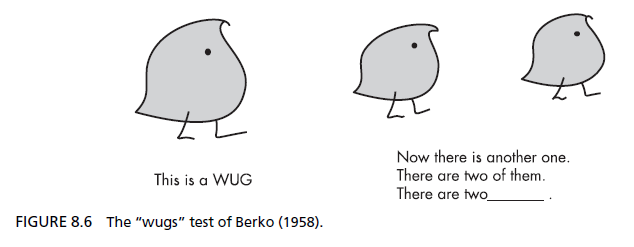 This is a WUG
Now there is another one.
There are two of them.
There are two________ .
FIGURE 8.6 The “wugs” test of Berko (1958).